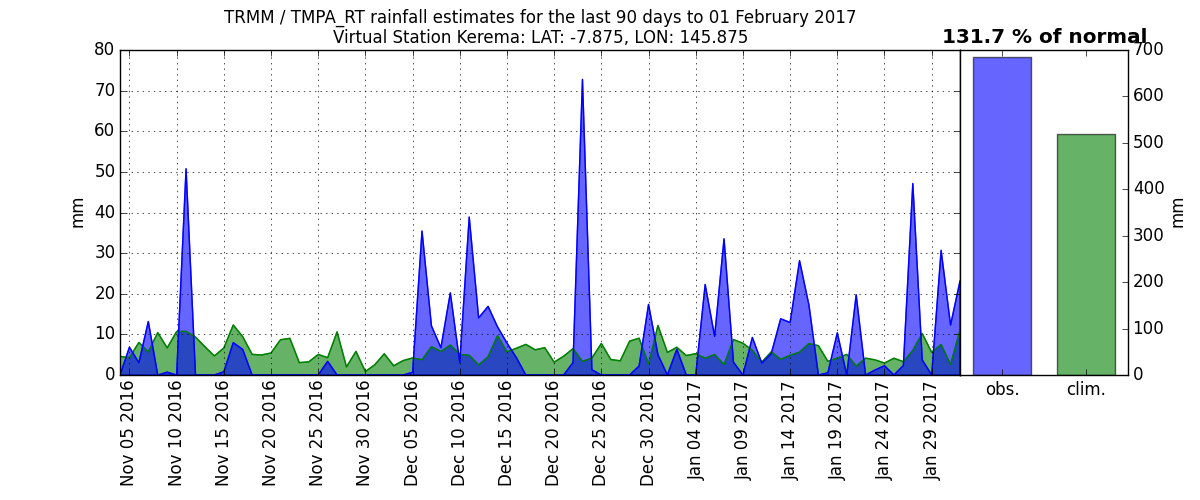 TRMM / TMPA_RT rainfall estimates for the last 90 days to 01 February 2017
Virtual Station Kerema: LAT: -7.875, LON: 145.875
131.7 % of normal
80
70
60
50
40
30
20
10
0
mm
700
600
500
400
300
200
100
0
mm
obs.
clim.
Nov 05 2016
Nov 10 2016
Nov 15 2016
Nov 20 2016
Nov 25 2016
Nov 30 2016
Dec 05 2016
Dec 10 2016
Dec 15 2016
Dec 20 2016
Dec 25 2016
Dec 30 2016
Jan 04 2017
Jan 09 2017
Jan 14 2017
Jan 19 2017
Jan 24 2017
Jan 29 2017